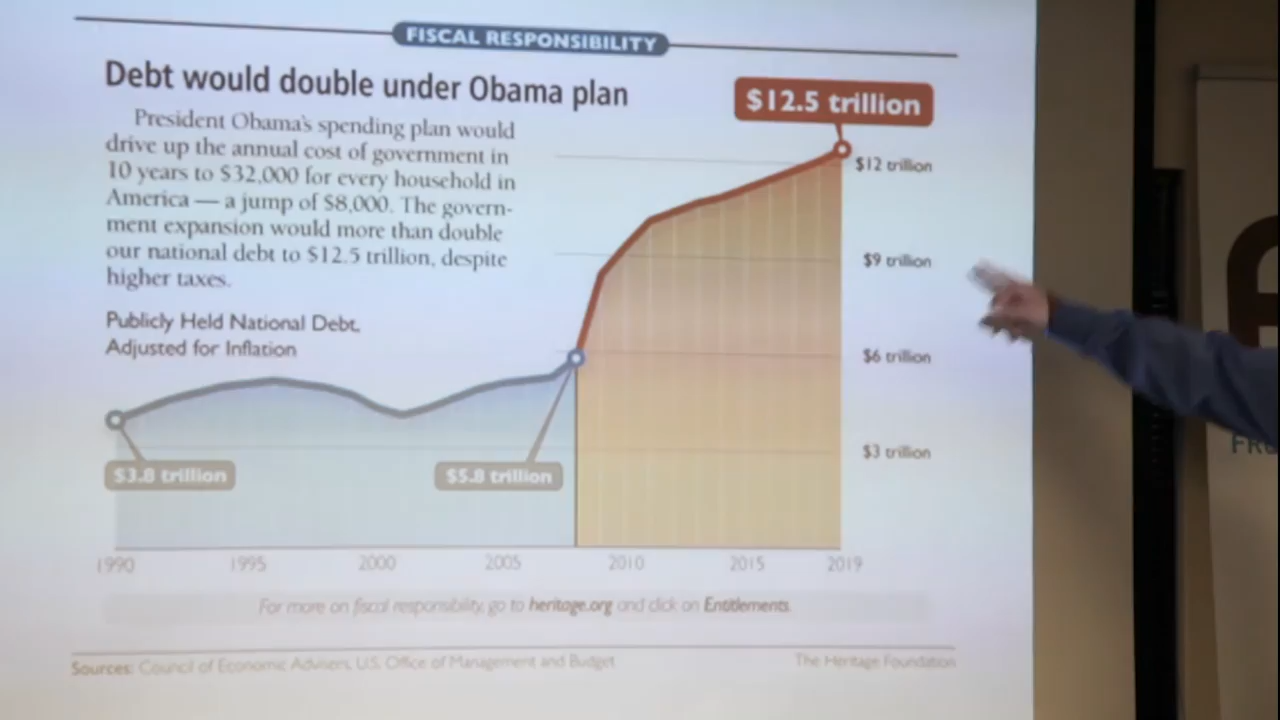 FISCAL RESPONSIBILITY
Debt would double under Obama plan
President Obama's spending plan would
drive up the annual cost of government in
10 years to $32,000 for every household in
America — a jump of $8,000. The govern-
ment expansion would more than double
our national debt to $12.5 trillion, despite
higher taxes.
Publicly Held National Debt,
Adjusted for Inflation
$12.5 trillion
$12 trillion
$9 trillion
$6 trillion
$3 trillion
$3.8 trillion
$5.8 trillion
1990 1995 2000 2005 2010 2015 2019
For more on fiscal responsibility, go to heritage.org and click on Entitlements.
Sources: Council of Economic Advisers, U.S. Office of Management and Budget
The Heritage Foundation